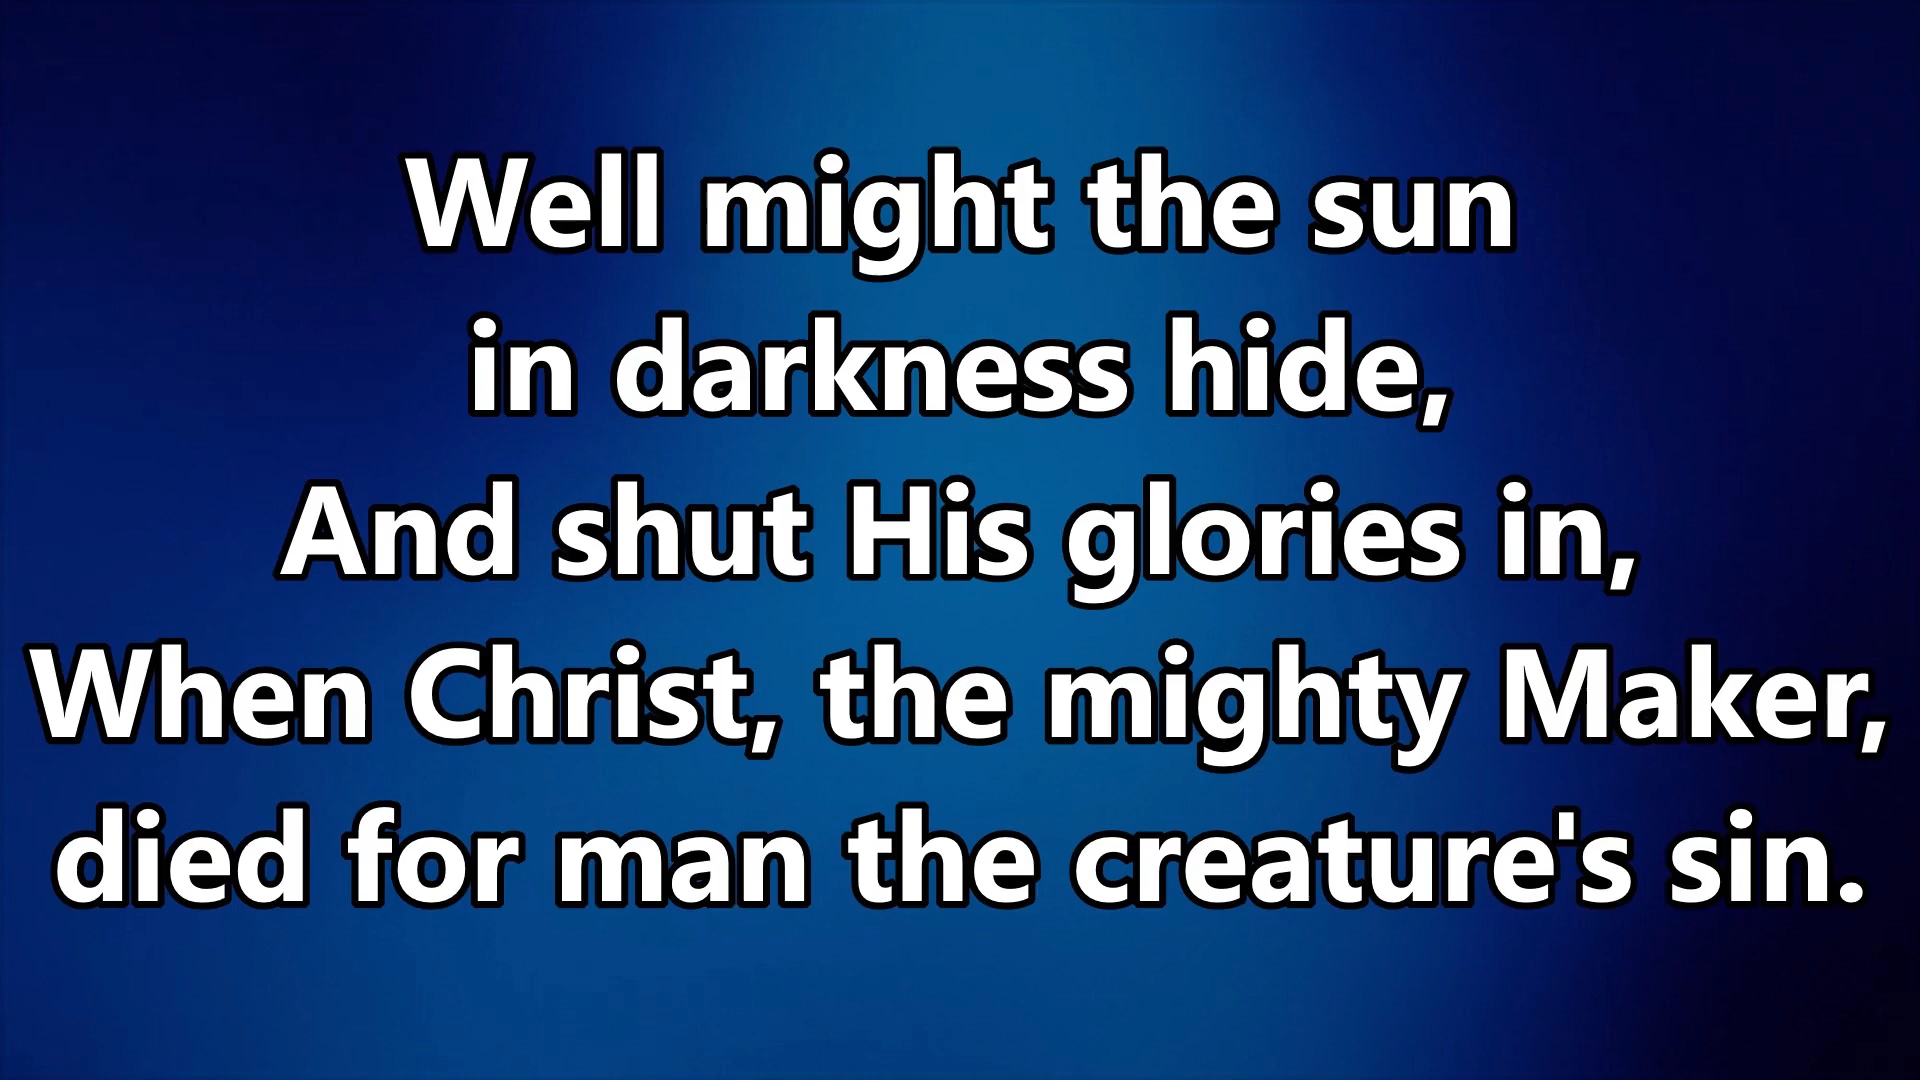 Well might the sun
in darkness hide,
And shut His glories in,
When Christ, the mighty Maker,
died for man the creature's sin.